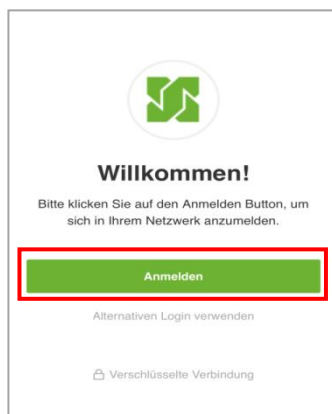 Willkommen!
Bitte klicken Sie auf den Anmelden Button, um
sich in Ihrem Netzwerk anzumelden.
Anmelden
Alternativen Login verwenden
Verschlüsselte Verbindung